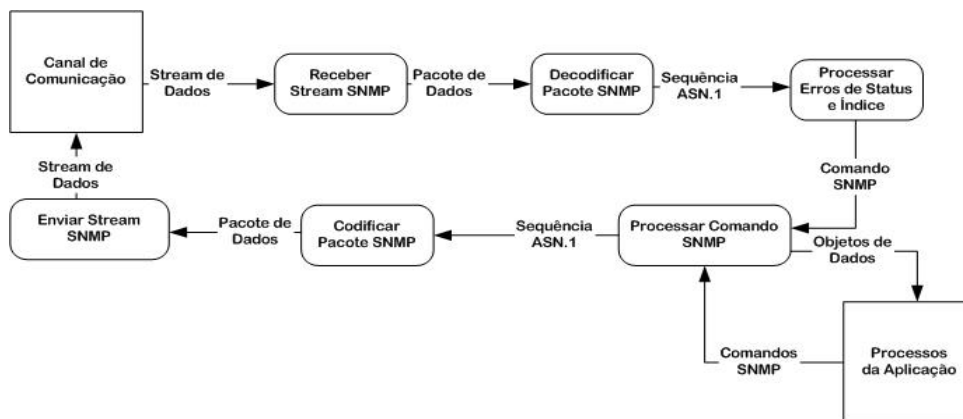 Canal de
Comunicação
Stream de
Dados
Receber
Stream SNMP
Pacote de
Dados
Decodificar
Pacote SNMP
Sequência
ASN.1
Processar
Erros de Status
e Índice
Comando
SNMP
Stream de
Dados
Enviar Stream
SNMP
Pacote de
Dados
Codificar
Pacote SNMP
Sequência
ASN.1
Processar Comando
SNMP
Objetos de
Dados
Comandos
SNMP
Processos
da Aplicação